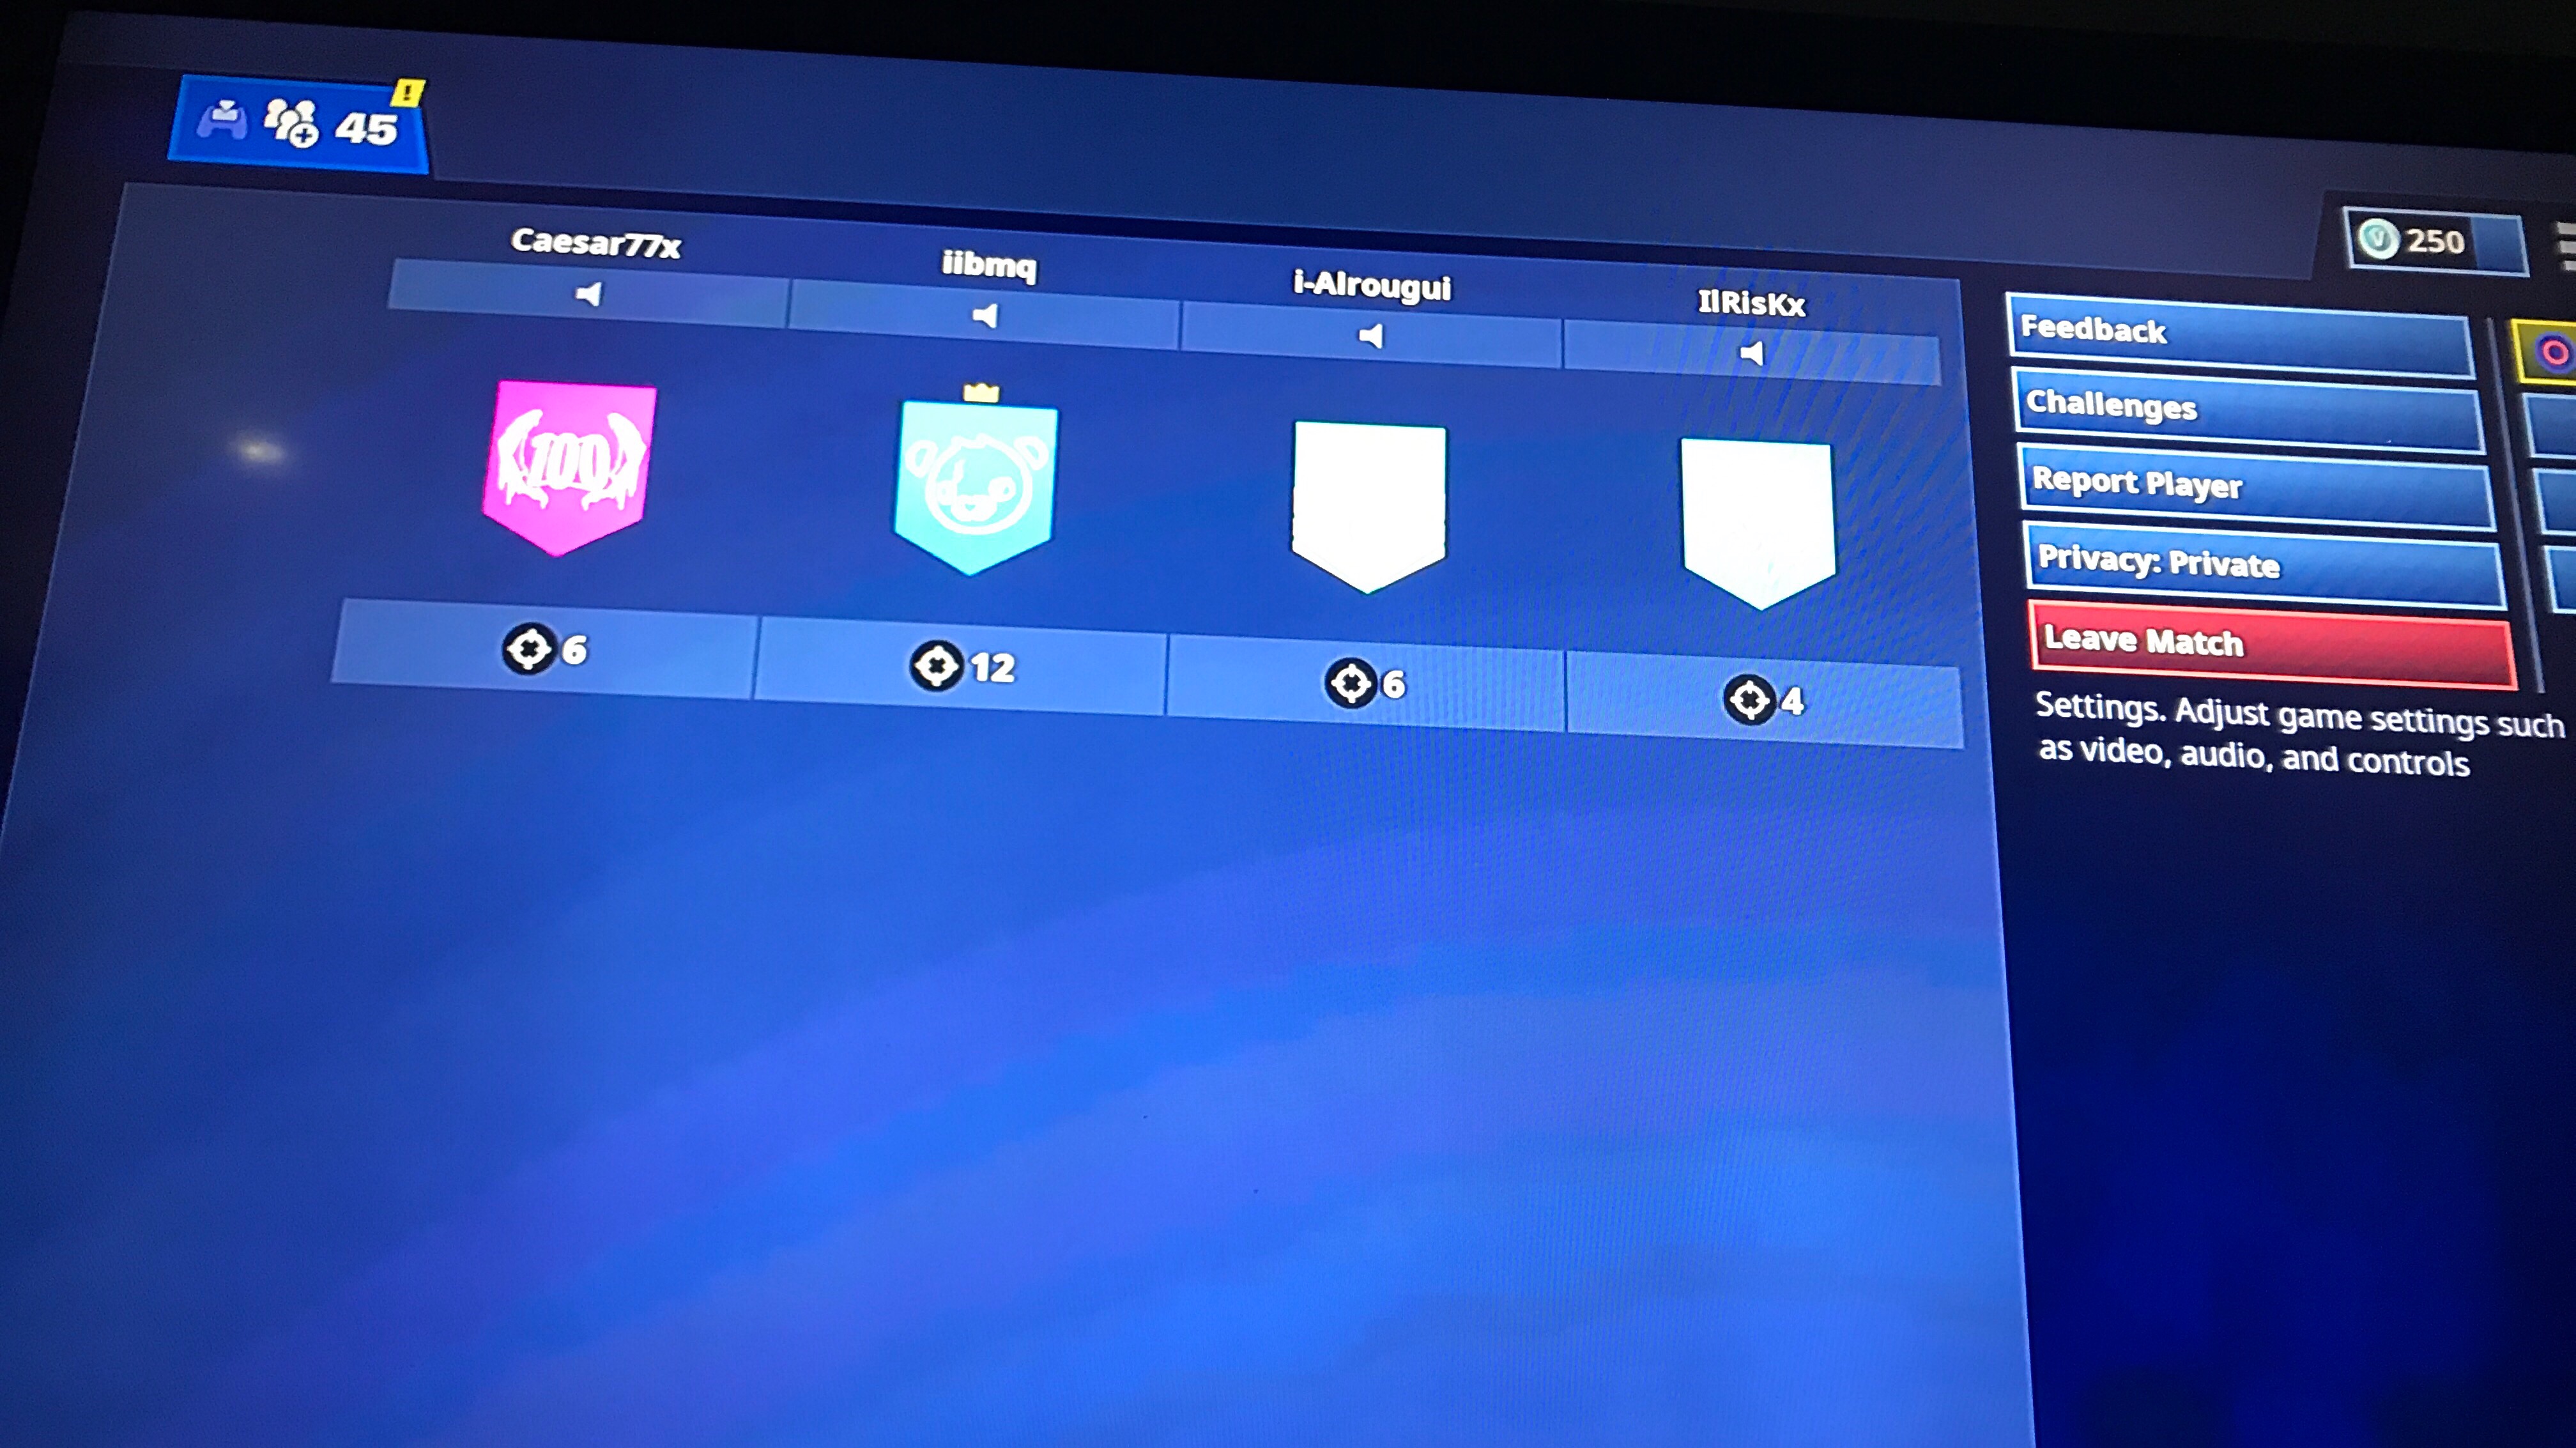 ! 45
250
Caesar77x
iibmq
i-Alrougui
IlRisKx
100
6
12
6
4
Feedback
Challenges
Report Player
Privacy: Private
Leave Match
Settings. Adjust game settings such
as video, audio, and controls